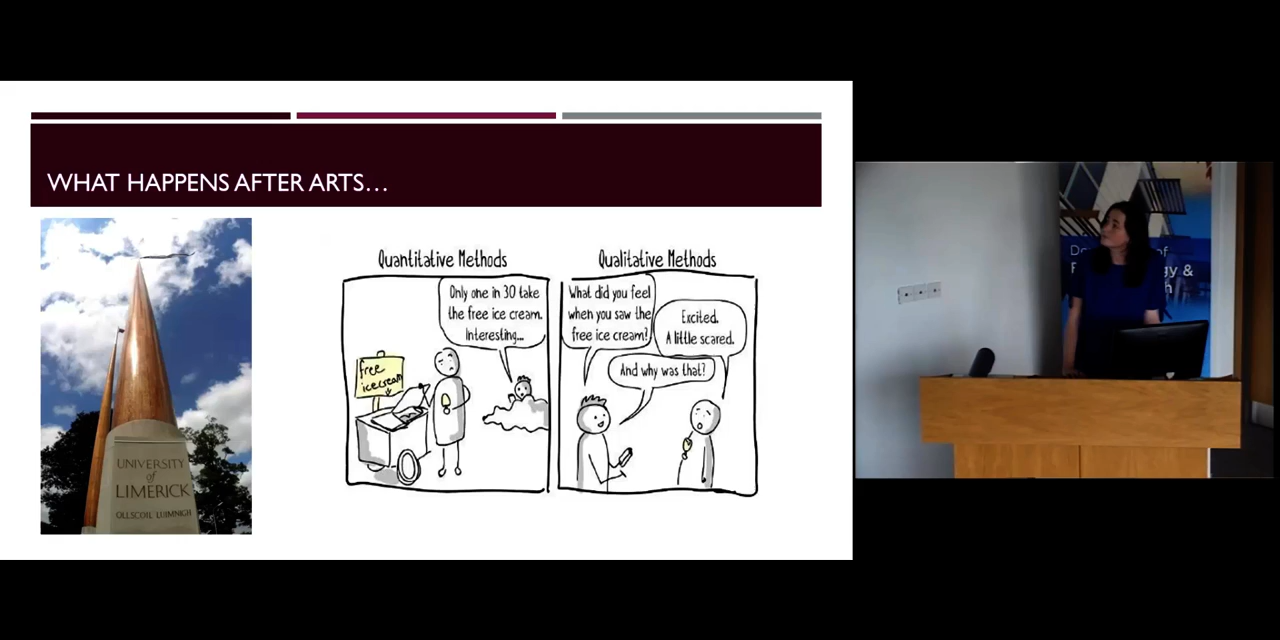 WHAT HAPPENS AFTER ARTS...
UNIVERSITY
of
LIMERICK
OLLSCOIL LUIMNIGH
Quantitative Methods
Only one in 30 take
the free ice cream.
Interesting...
free
icecream
Qualitative Methods
What did you feel
when you saw the
free ice cream?
Excited.
A little scared.
And why was that?
of
&